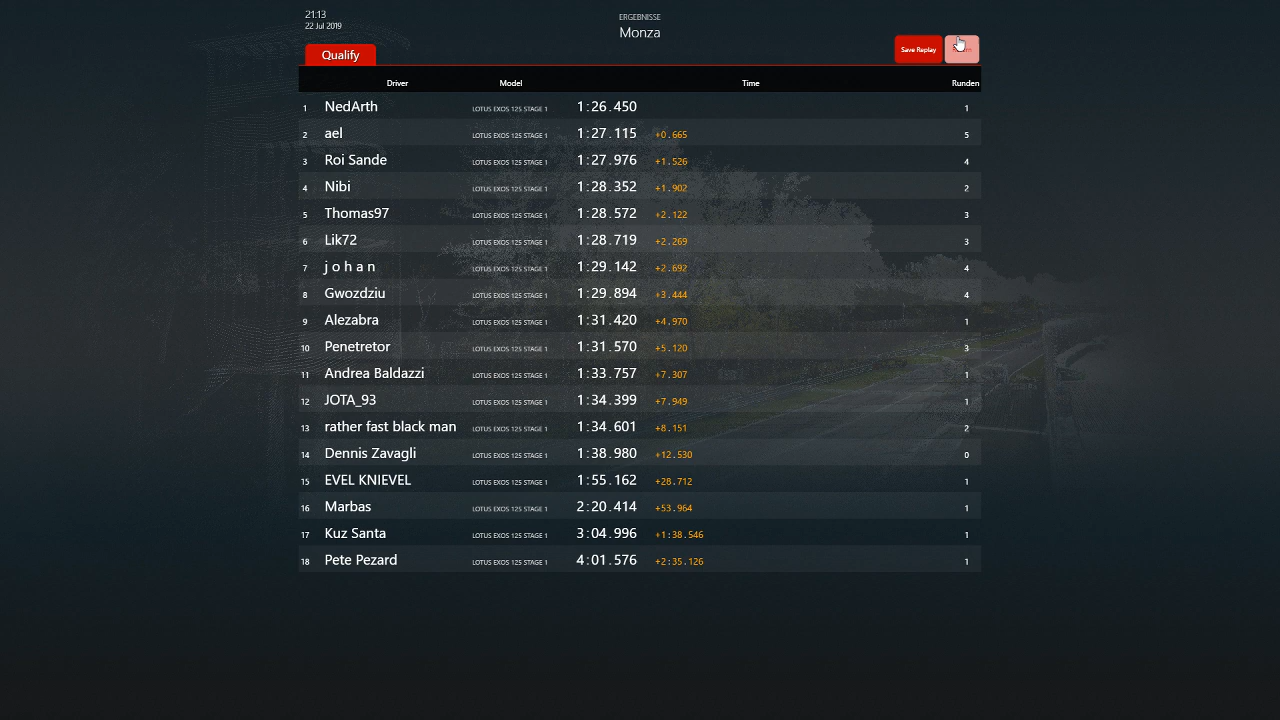 21:13
22 Jul 2019
ERGEBNISSE
Monza
Qualify
Save Replay
Driver Model Time Runden
1 NedArth LOTUS EXOS 125 STAGE 1 1:26.450 1
2 ael LOTUS EXOS 125 STAGE 1 1:27.115 +0.665 5
3 Roi Sande LOTUS EXOS 125 STAGE 1 1:27.976 +1.526 4
4 Nibi LOTUS EXOS 125 STAGE 1 1:28.352 +1.902 2
5 Thomas97 LOTUS EXOS 125 STAGE 1 1:28.572 +2.122 3
6 Lik72 LOTUS EXOS 125 STAGE 1 1:28.719 +2.269 3
7 j o h a n LOTUS EXOS 125 STAGE 1 1:29.142 +2.692 4
8 Gwozdziu LOTUS EXOS 125 STAGE 1 1:29.894 +3.444 4
9 Alezabra LOTUS EXOS 125 STAGE 1 1:31.420 +4.970 1
10 Penetretor LOTUS EXOS 125 STAGE 1 1:31.570 +5.120 3
11 Andrea Baldazzi LOTUS EXOS 125 STAGE 1 1:33.757 +7.307 1
12 JOTA_93 LOTUS EXOS 125 STAGE 1 1:34.399 +7.949 1
13 rather fast black man LOTUS EXOS 125 STAGE 1 1:34.601 +8.151 2
14 Dennis Zavagli LOTUS EXOS 125 STAGE 1 1:38.980 +12.530 0
15 EVEL KNIEVEL LOTUS EXOS 125 STAGE 1 1:55.162 +28.712 1
16 Marbas LOTUS EXOS 125 STAGE 1 2:20.414 +53.964 1
17 Kuz Santa LOTUS EXOS 125 STAGE 1 3:04.996 +1:38.546 1
18 Pete Pezard LOTUS EXOS 125 STAGE 1 4:01.576 +2:35.126 1